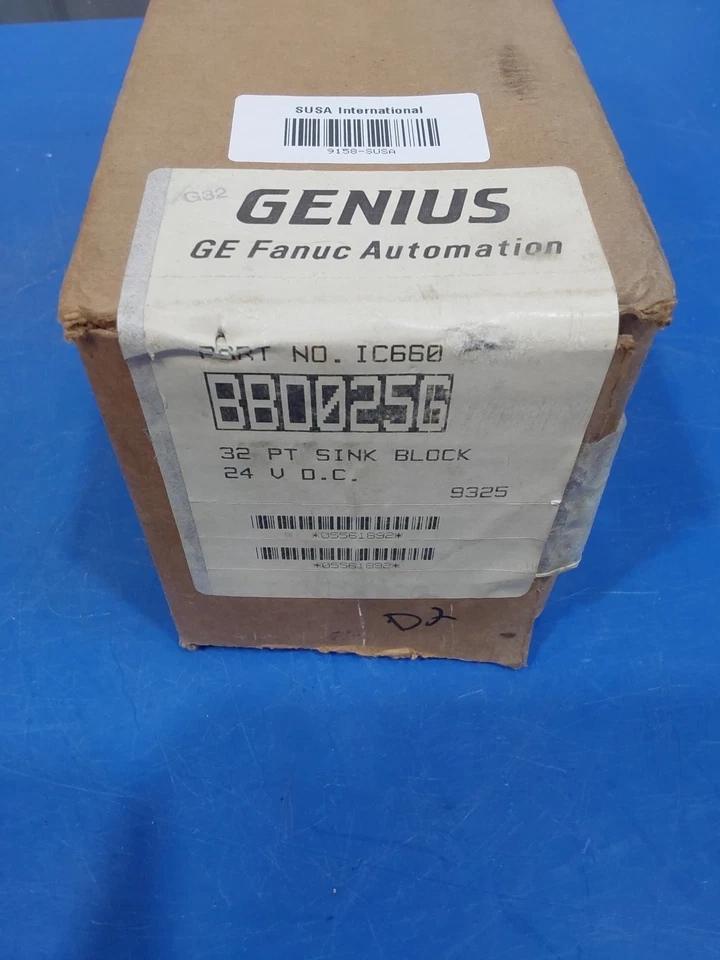 SUSA International
9158-SUSA
G32
GENIUS
GE Fanuc Automation
PART NO. IC660
BBD025G
32 PT SINK BLOCK
24 V D.C.
9325
*05561892*
*05561892*
D2